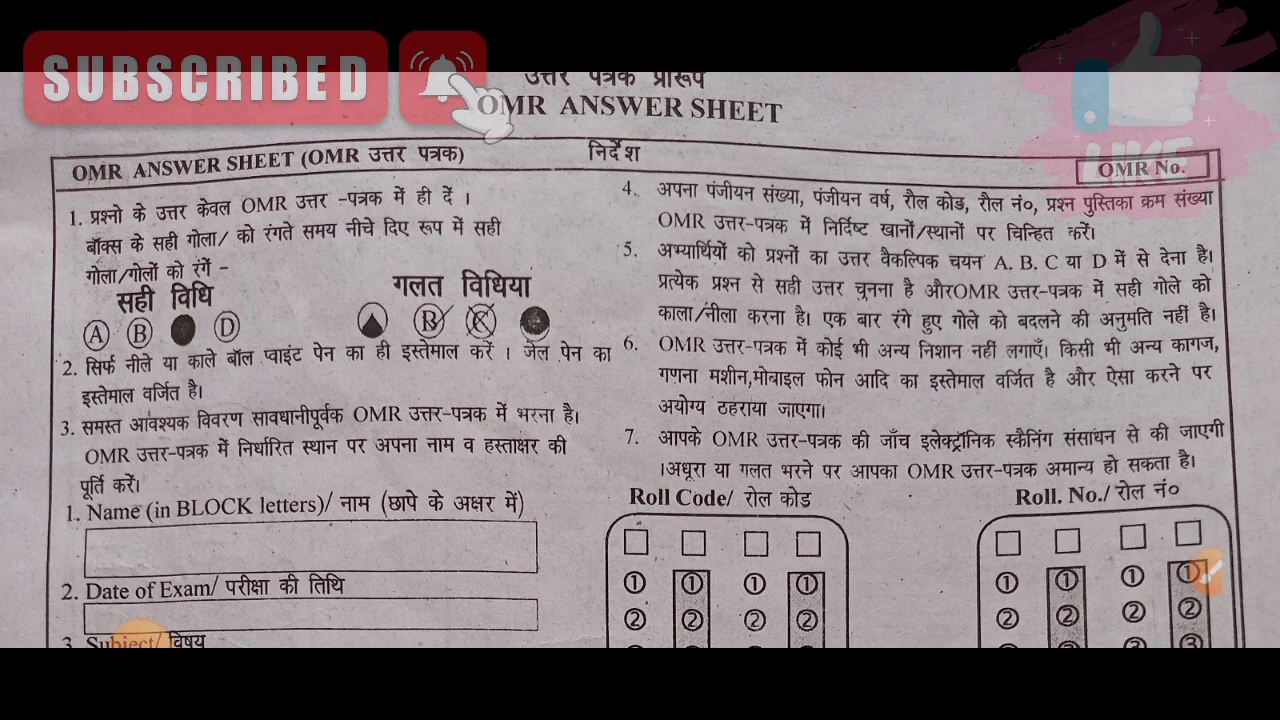 SUBSCRIBED
LIKE
उत्तर पत्रक प्रारूप
OMR ANSWER SHEET
OMR ANSWER SHEET (OMR उत्तर पत्रक)
निर्देश
OMR No.
1. प्रश्नो के उत्तर केवल OMR उत्तर -पत्रक में ही दें ।
बॉक्स के सही गोला/ को रंगते समय नीचे दिए रूप में सही
गोला/गोलों को रंगें -
सही विधि
गलत विधिया
A B D
B C
2. सिर्फ नीले या काले बॉल प्वाइंट पेन का ही इस्तेमाल करें । जेल पेन का
इस्तेमाल वर्जित है।
3. समस्त आवश्यक विवरण सावधानीपूर्वक OMR उत्तर-पत्रक में भरना है।
OMR उत्तर-पत्रक में निर्धारित स्थान पर अपना नाम व हस्ताक्षर की
पूर्ति करें।
4. अपना पंजीयन संख्या, पंजीयन वर्ष, रौल कोड, रौल नं०, प्रश्न पुस्तिका क्रम संख्या
OMR उत्तर-पत्रक में निर्दिष्ट खानों/स्थानों पर चिन्हित करें।
5. अभ्यार्थियों को प्रश्नों का उत्तर वैकल्पिक चयन A. B. C या D में से देना है।
प्रत्येक प्रश्न से सही उत्तर चूनना है औरOMR उत्तर-पत्रक में सही गोले को
काला/नीला करना है। एक बार रंगे हुए गोले को बदलने की अनुमति नहीं है।
6. OMR उत्तर-पत्रक में कोई भी अन्य निशान नहीं लगाएँ। किसी भी अन्य कागज,
गणना मशीन,मोबाइल फोन आदि का इस्तेमाल वर्जित है और ऐसा करने पर
अयोग्य ठहराया जाएगा।
7. आपके OMR उत्तर-पत्रक की जाँच इलेक्ट्रॉनिक स्कैनिंग संसाधन से की जाएगी
।अधूरा या गलत भरने पर आपका OMR उत्तर-पत्रक अमान्य हो सकता है।
1. Name (in BLOCK letters)/ नाम (छापे के अक्षर में)
2. Date of Exam/ परीक्षा की तिथि
3. Subject/ विषय
Roll Code/ रोल कोड
1 1 1 1
2 2 2 2
Roll. No./ रोल नं०
1 1 1 1
2 2 2 2